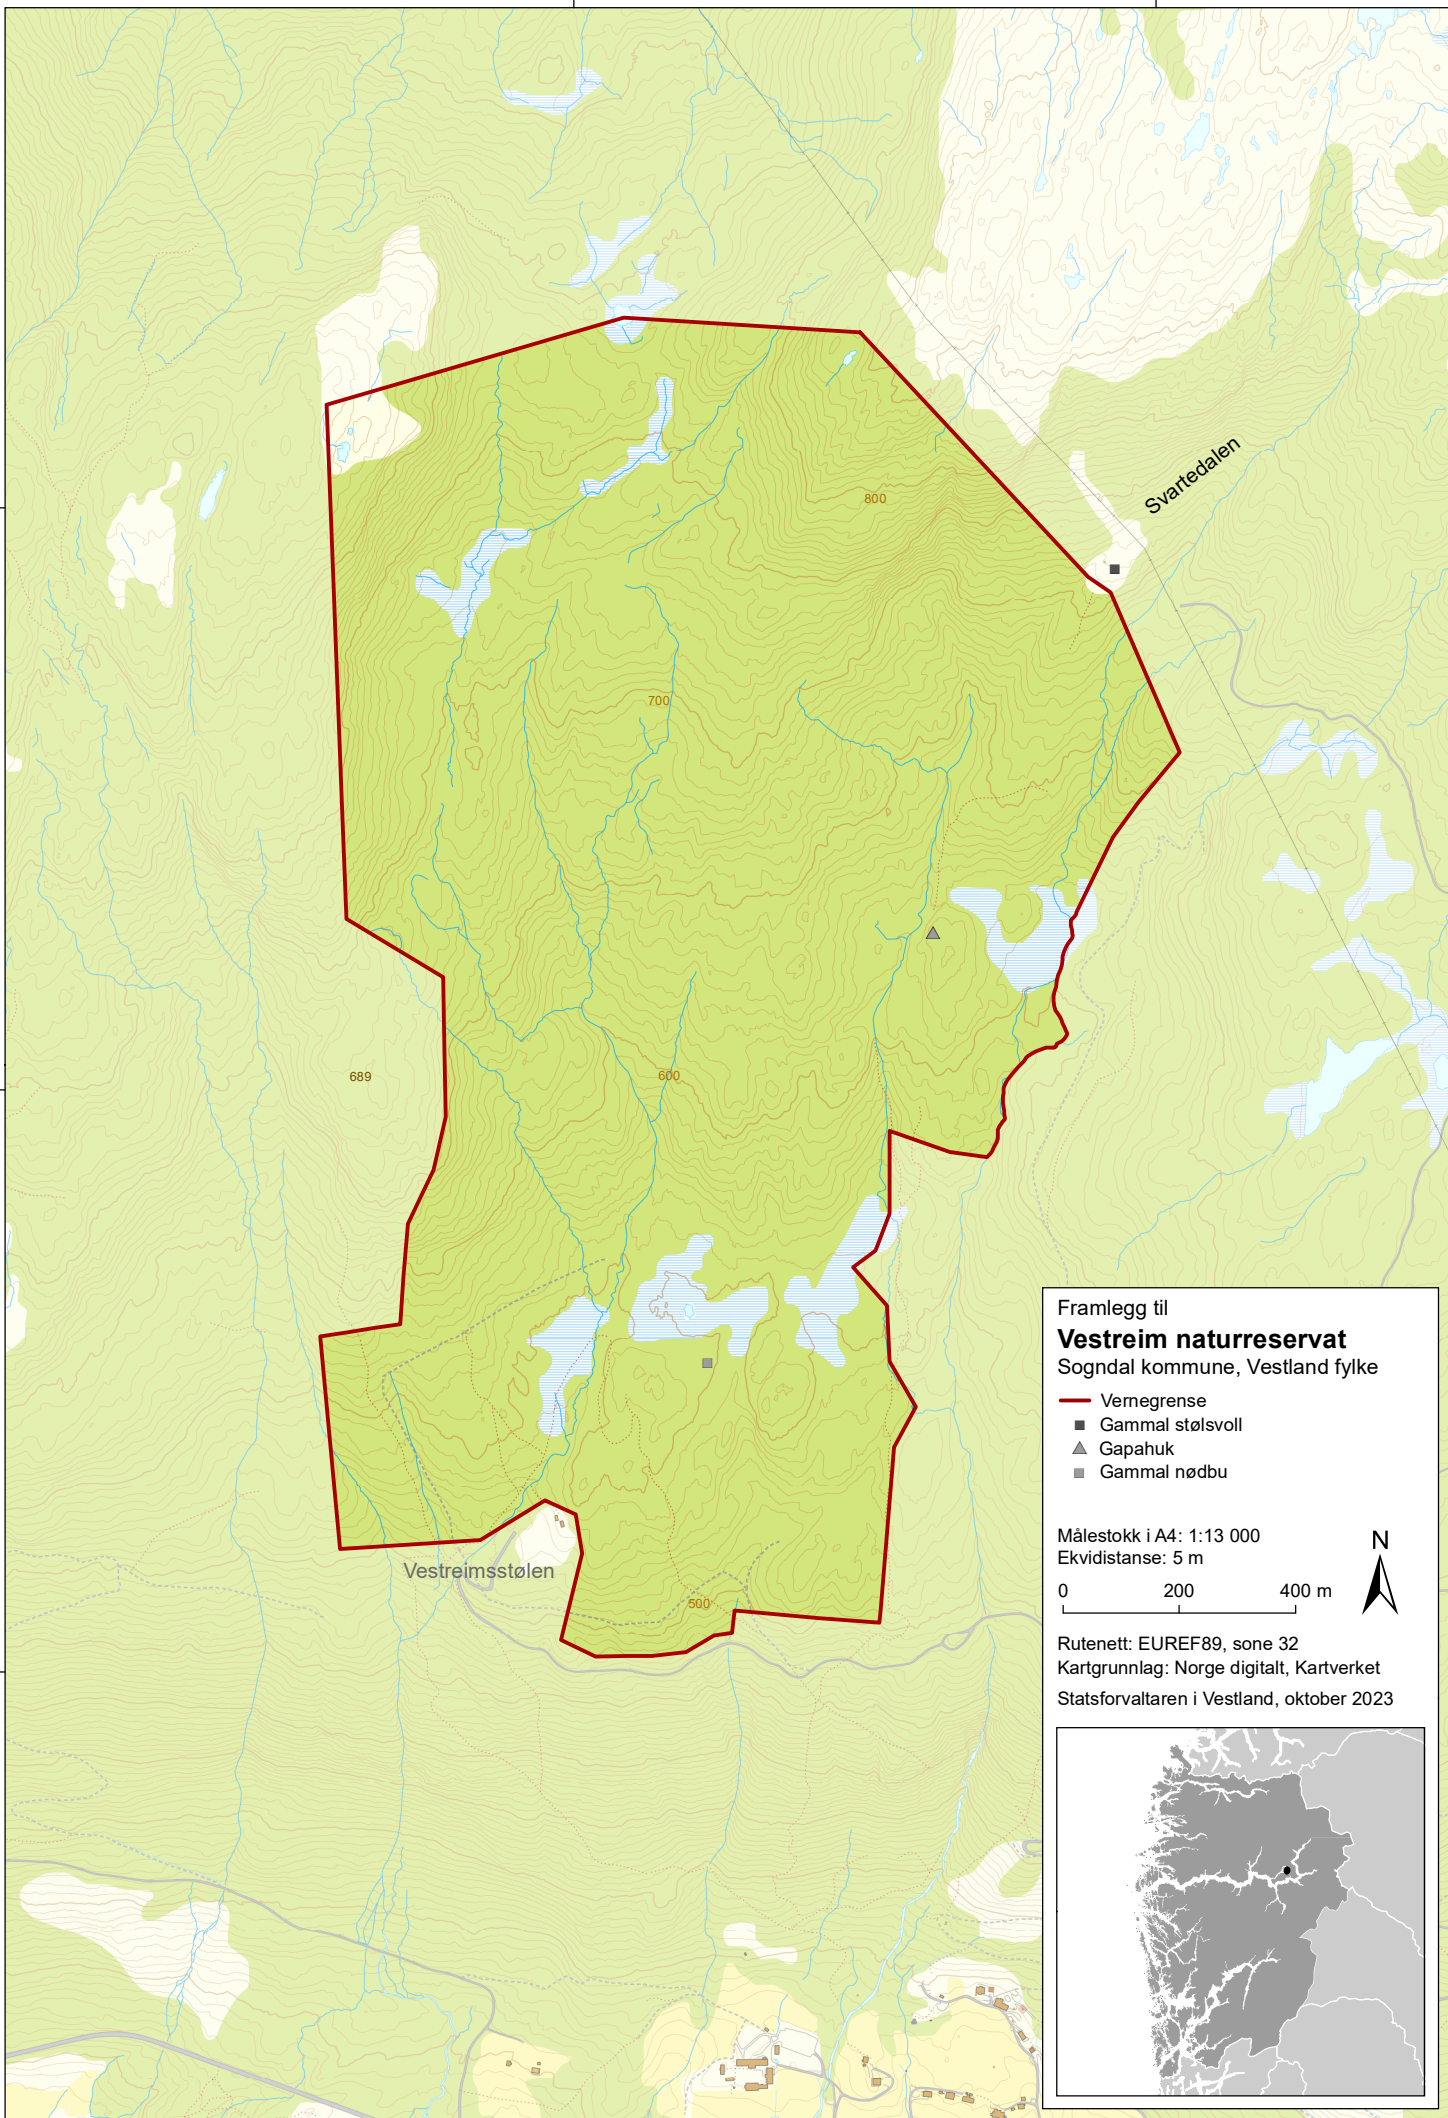 800
Svartedalen
700
689
600
Vestreimsstølen
500
Framlegg til
Vestreim naturreservat
Sogndal kommune, Vestland fylke
Vernegrense
Gammal stølsvoll
Gapahuk
Gammal nødbu
Målestokk i A4: 1:13 000
Ekvidistanse: 5 m
N
0 200 400 m
Rutenett: EUREF89, sone 32
Kartgrunnlag: Norge digitalt, Kartverket
Statsforvaltaren i Vestland, oktober 2023